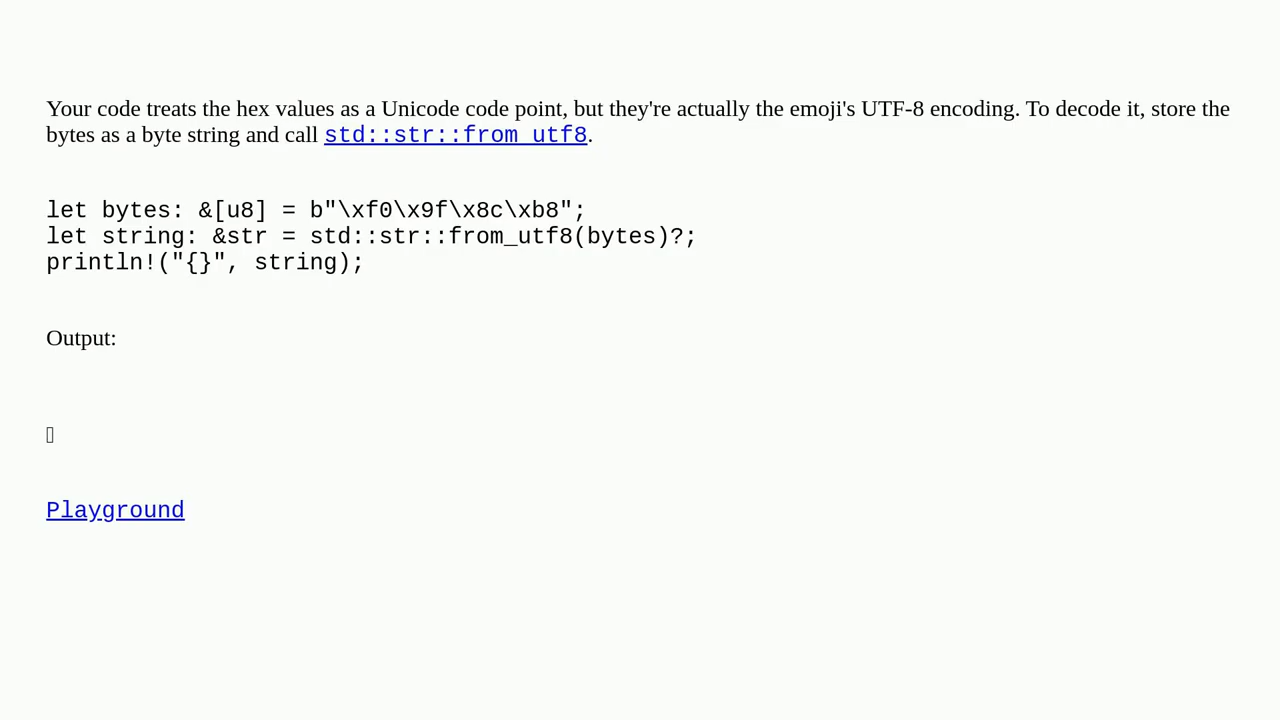 Your code treats the hex values as a Unicode code point, but they're actually the emoji's UTF-8 encoding. To decode it, store the
bytes as a byte string and call std::str::from_utf8.
let bytes: &[u8] = b"\xf0\x9f\x8c\xb8";
let string: &str = std::str::from_utf8(bytes)?;
println!("{}", string);
Output:
Playground